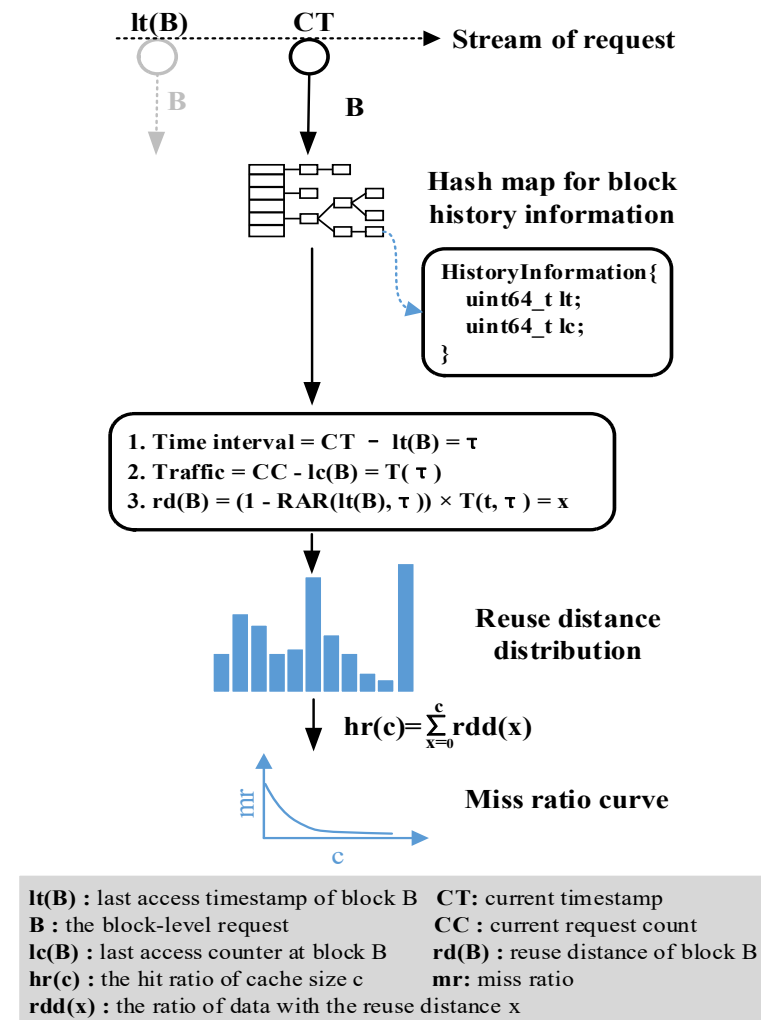 lt(B) CT
Stream of request
B
B
Hash map for block
history information
HistoryInformation{
uint64_t lt;
uint64_t lc;
}
1. Time interval = CT - lt(B) = τ
2. Traffic = CC - lc(B) = T( τ )
3. rd(B) = (1 - RAR(lt(B), τ )) × T(t, τ ) = x
Reuse distance
distribution
hr(c)=∑rdd(x)
c
x=0
mr
Miss ratio curve
c
lt(B) : last access timestamp of block B CT: current timestamp
B : the block-level request CC : current request count
lc(B) : last access counter at block B rd(B) : reuse distance of block B
hr(c) : the hit ratio of cache size c mr: miss ratio
rdd(x) : the ratio of data with the reuse distance x